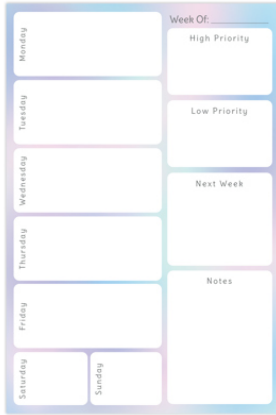 Week Of:
High Priority
Low Priority
Next Week
Notes
Monday
Tuesday
Wednesday
Thursday
Friday
Saturday
Sunday